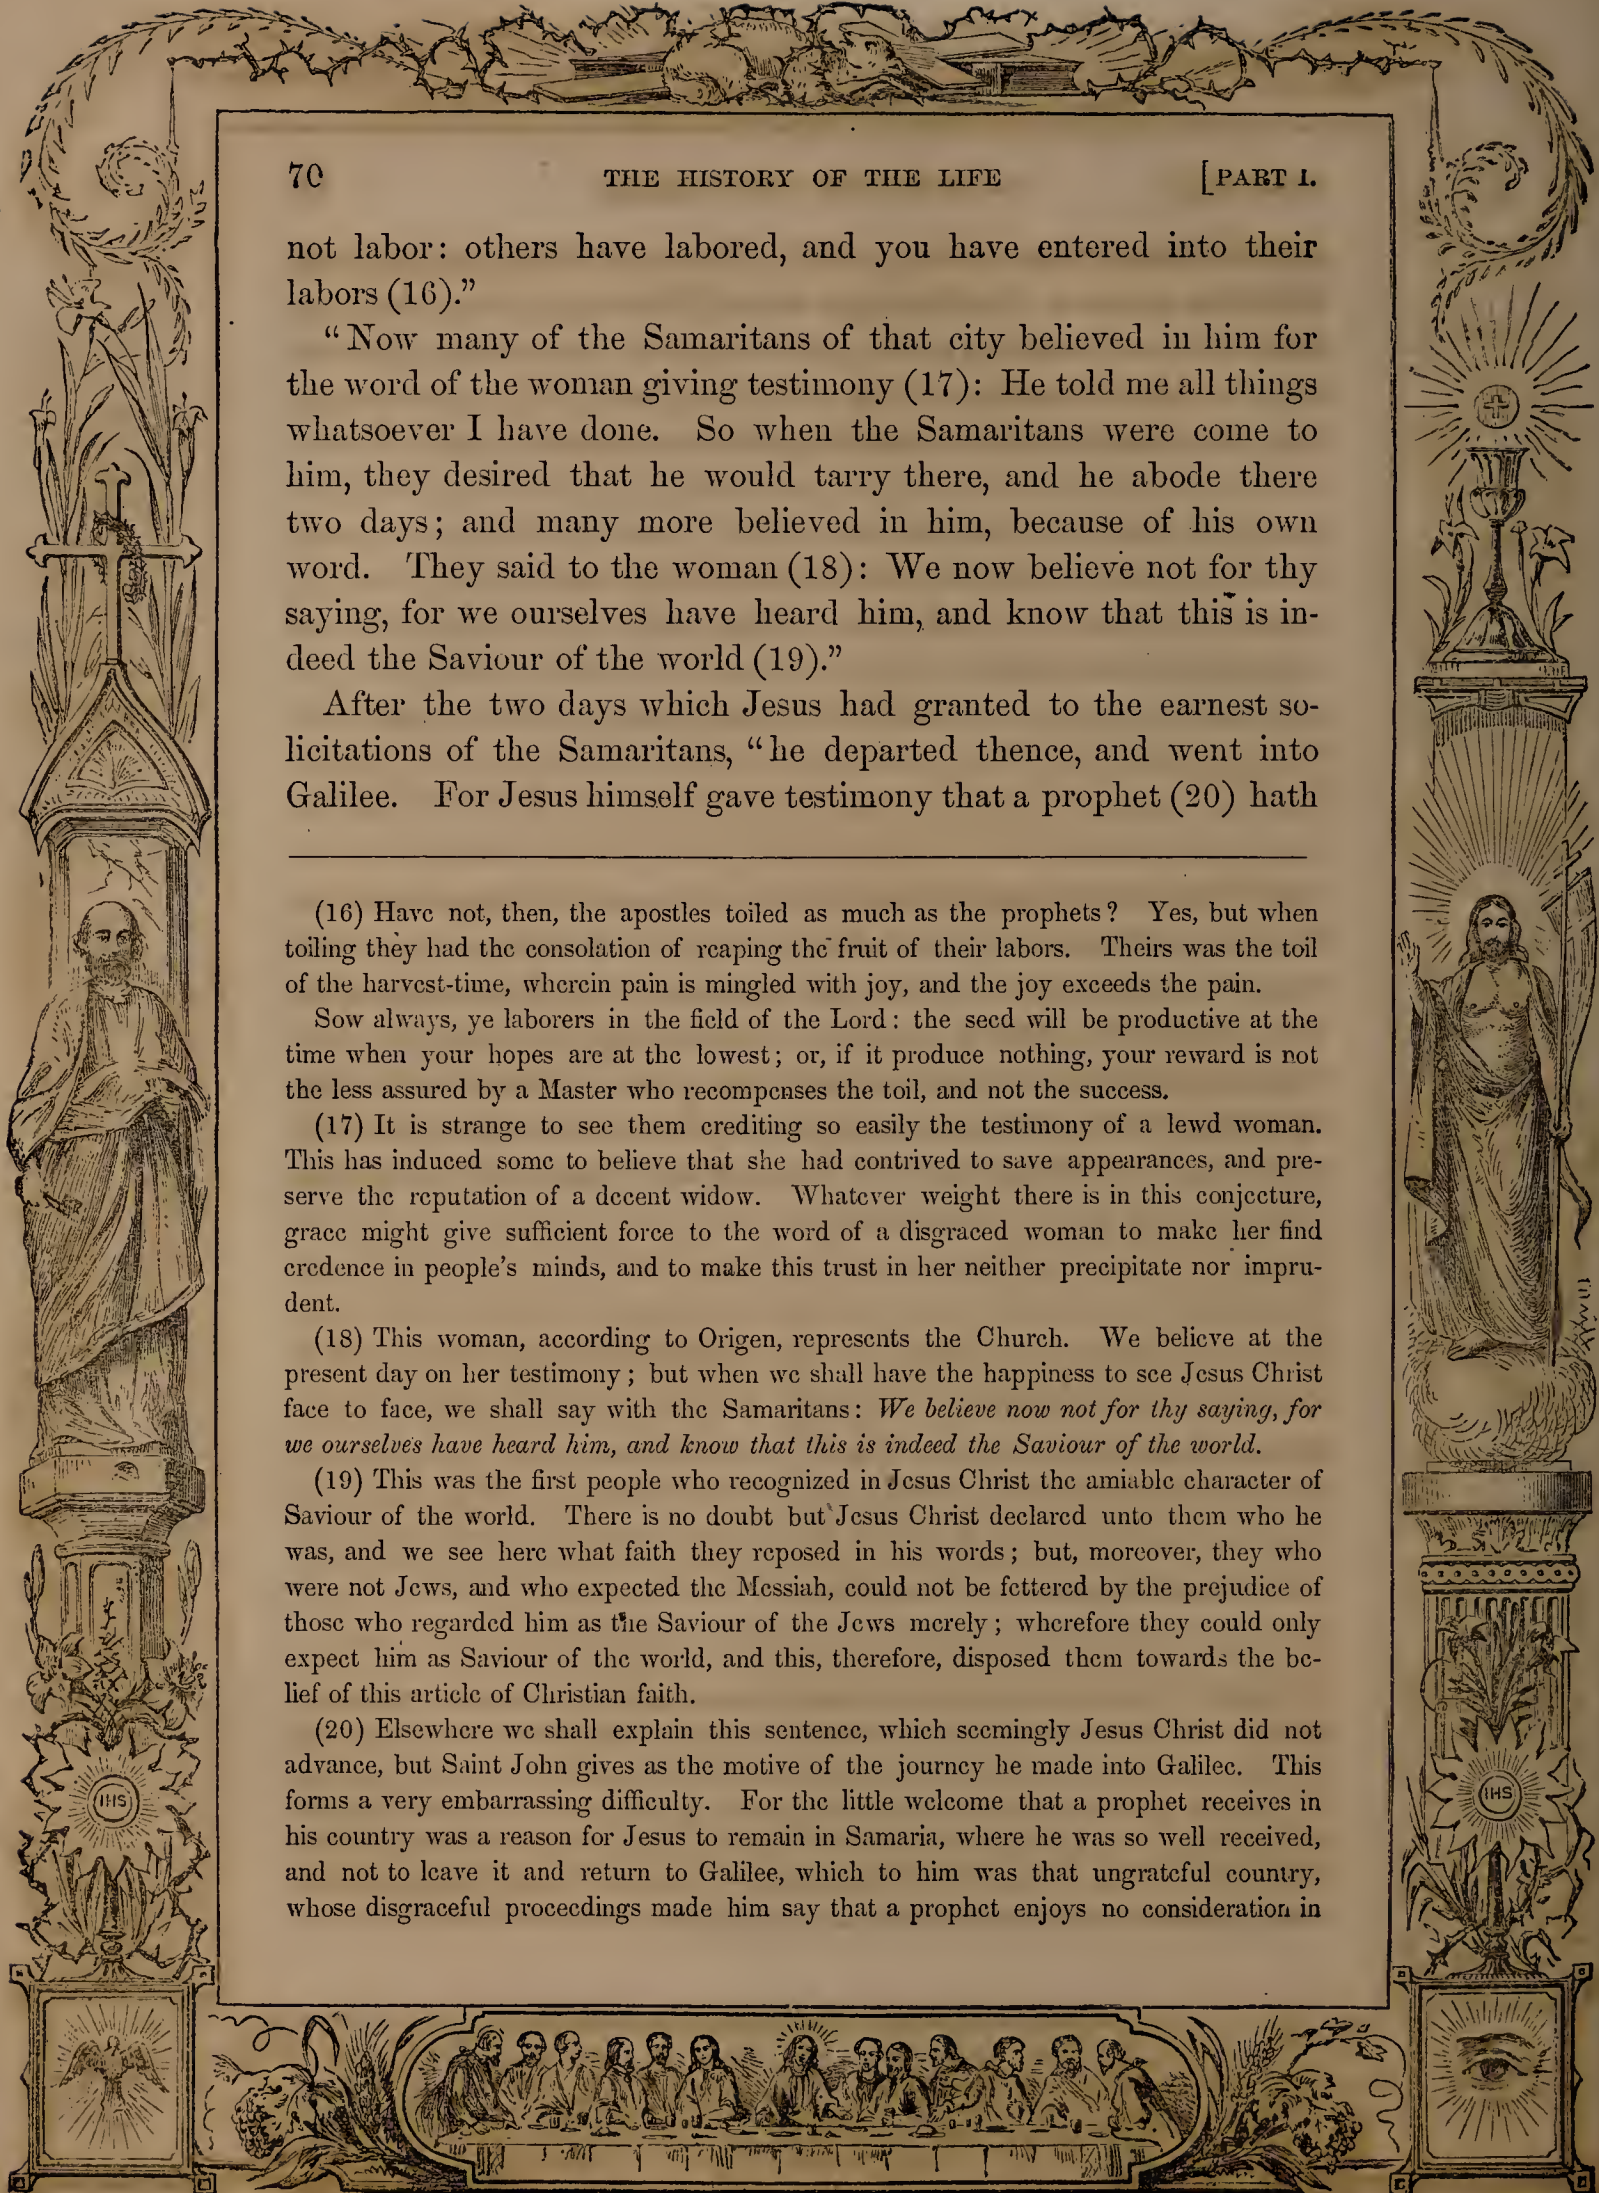 70 THE HISTORY OF THE LIFE [PART I.
not labor: others have labored, and you have entered into their
labors (16).”
“Now many of the Samaritans of that city believed in him for
the word of the woman giving testimony (17): He told me all things
whatsoever I have done. So when the Samaritans were come to
him, they desired that he would tarry there, and he abode there
two days; and many more believed in him, because of his own
word. They said to the woman (18): We now believe not for thy
saying, for we ourselves have heard him, and know that this is in-
deed the Saviour of the world (19).”
After the two days which Jesus had granted to the earnest so-
licitations of the Samaritans, “he departed thence, and went into
Galilee. For Jesus himself gave testimony that a prophet (20) hath
(16) Have not, then, the apostles toiled as much as the prophets? Yes, but when
toiling they had the consolation of reaping the fruit of their labors. Theirs was the toil
of the harvest-time, wherein pain is mingled with joy, and the joy exceeds the pain.
Sow always, ye laborers in the field of the Lord: the seed will be productive at the
time when your hopes are at the lowest; or, if it produce nothing, your reward is not
the less assured by a Master who recompenses the toil, and not the success.
(17) It is strange to see them crediting so easily the testimony of a lewd woman.
This has induced some to believe that she had contrived to save appearances, and pre-
serve the reputation of a decent widow. Whatever weight there is in this conjecture,
grace might give sufficient force to the word of a disgraced woman to make her find
credence in people’s minds, and to make this trust in her neither precipitate nor impru-
dent.
(18) This woman, according to Origen, represents the Church. We believe at the
present day on her testimony; but when we shall have the happiness to see Jesus Christ
face to face, we shall say with the Samaritans: We believe now not for thy saying, for
we ourselves have heard him, and know that this is indeed the Saviour of the world.
(19) This was the first people who recognized in Jesus Christ the amiable character of
Saviour of the world. There is no doubt but Jesus Christ declared unto them who he
was, and we see here what faith they reposed in his words; but, moreover, they who
were not Jews, and who expected the Messiah, could not be fettered by the prejudice of
those who regarded him as the Saviour of the Jews merely; wherefore they could only
expect him as Saviour of the world, and this, therefore, disposed them towards the be-
lief of this article of Christian faith.
(20) Elsewhere we shall explain this sentence, which seemingly Jesus Christ did not
advance, but Saint John gives as the motive of the journey he made into Galilee. This
forms a very embarrassing difficulty. For the little welcome that a prophet receives in
his country was a reason for Jesus to remain in Samaria, where he was so well received,
and not to leave it and return to Galilee, which to him was that ungrateful country,
whose disgraceful proceedings made him say that a prophet enjoys no consideration in
IHS
IHS